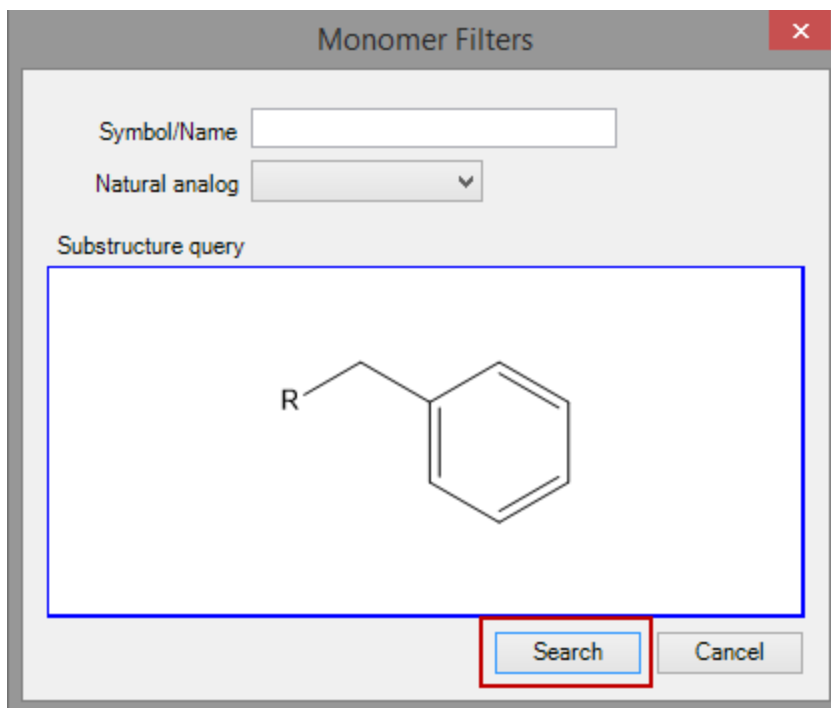 Monomer Filters
Symbol/Name
Natural analog
Substructure query
R
Search Cancel